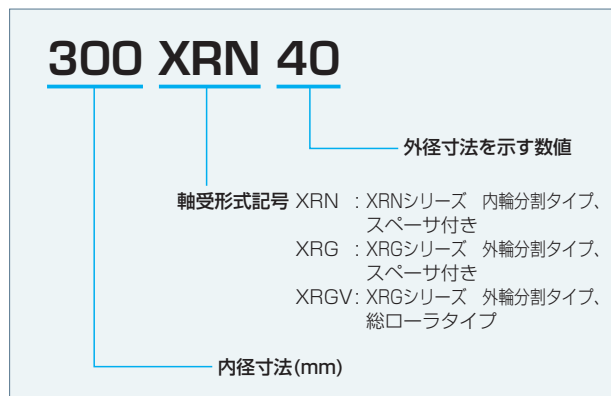 300 XRN 40
外径寸法を示す数値
軸受形式記号 XRN : XRNシリーズ 内輪分割タイプ、
スペーサ付き
XRG : XRGシリーズ 外輪分割タイプ、
スペーサ付き
XRGV: XRGシリーズ 外輪分割タイプ、
総ローラタイプ
内径寸法(mm)